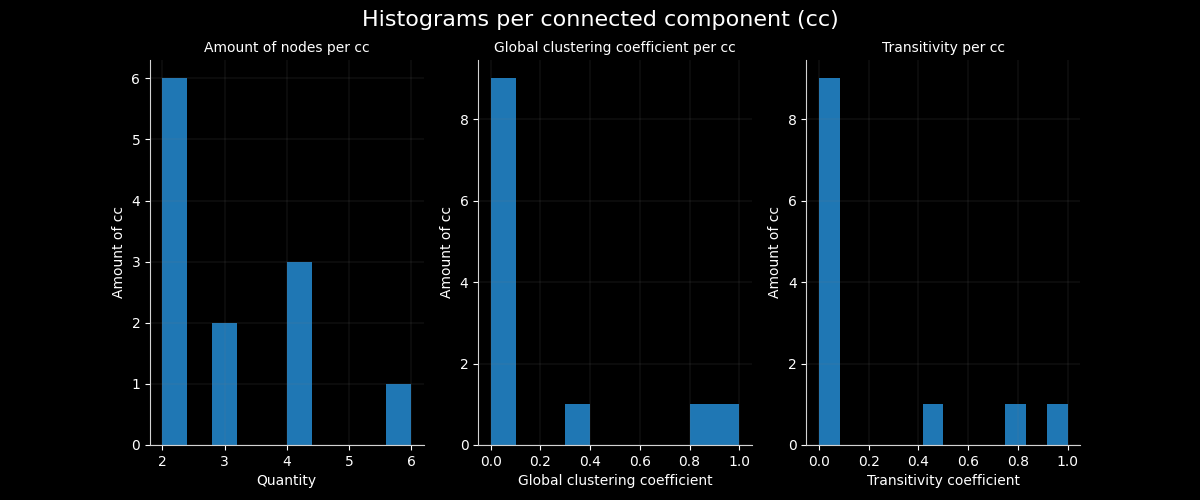 Histograms per connected component (cc)
Amount of nodes per cc
Global clustering coefficient per cc
Transitivity per cc
Amount of cc
6
5
4
3
2
1
0
2 3 4 5 6
Quantity
Amount of cc
8
6
4
2
0
0.0 0.2 0.4 0.6 0.8 1.0
Global clustering coefficient
Amount of cc
8
6
4
2
0
0.0 0.2 0.4 0.6 0.8 1.0
Transitivity coefficient